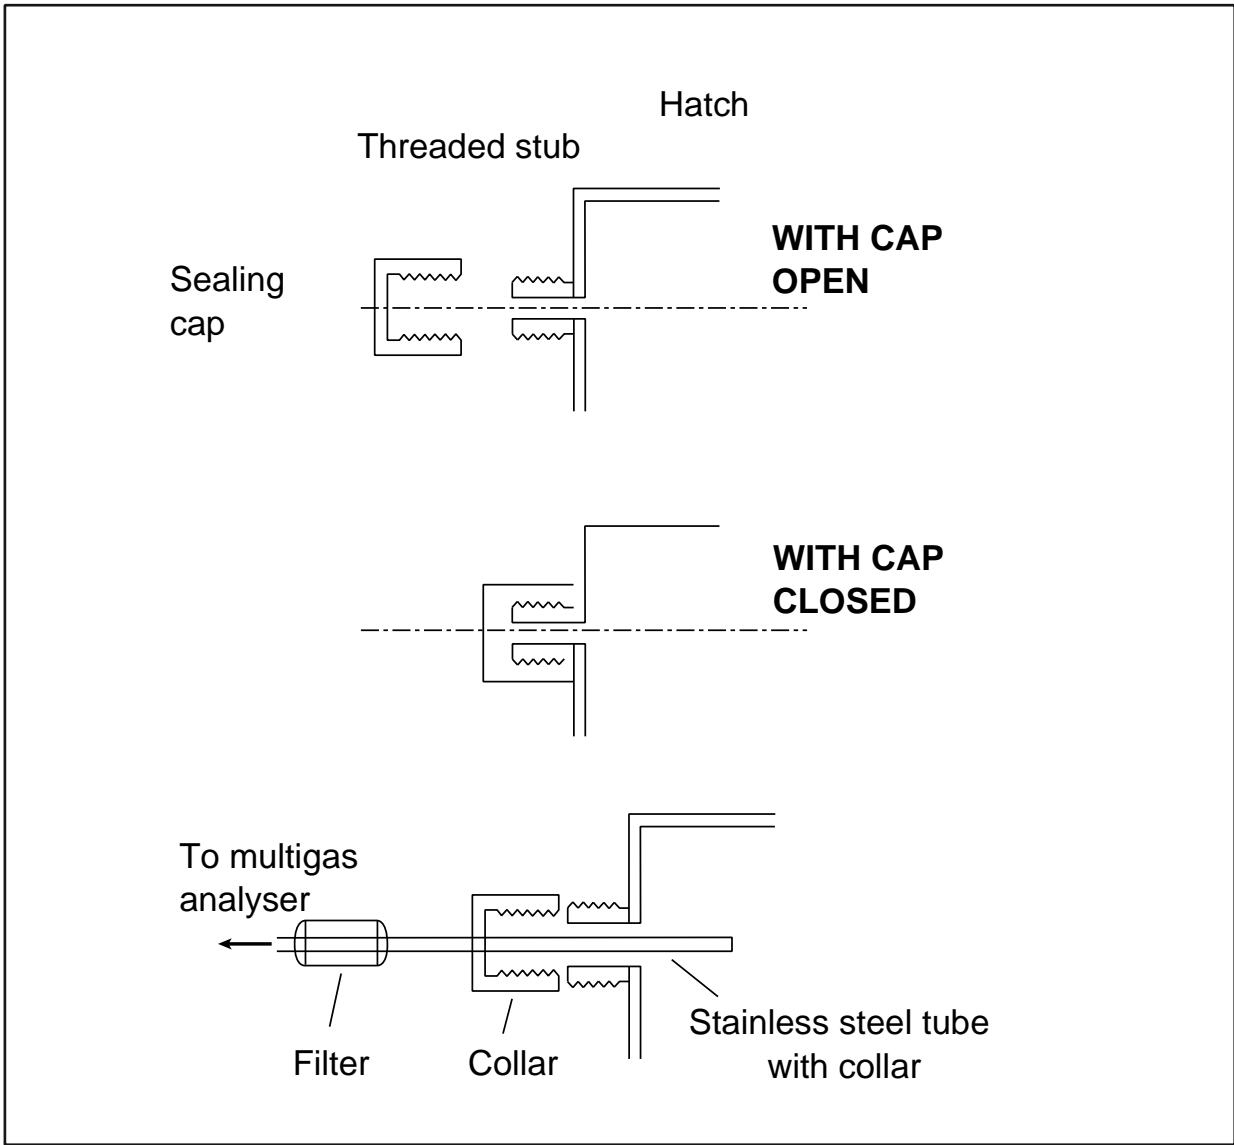 Hatch
Threaded stub
WITH CAP
OPEN
Sealing
cap
WITH CAP
CLOSED
To multigas
analyser
Stainless steel tube
with collar
Filter
Collar